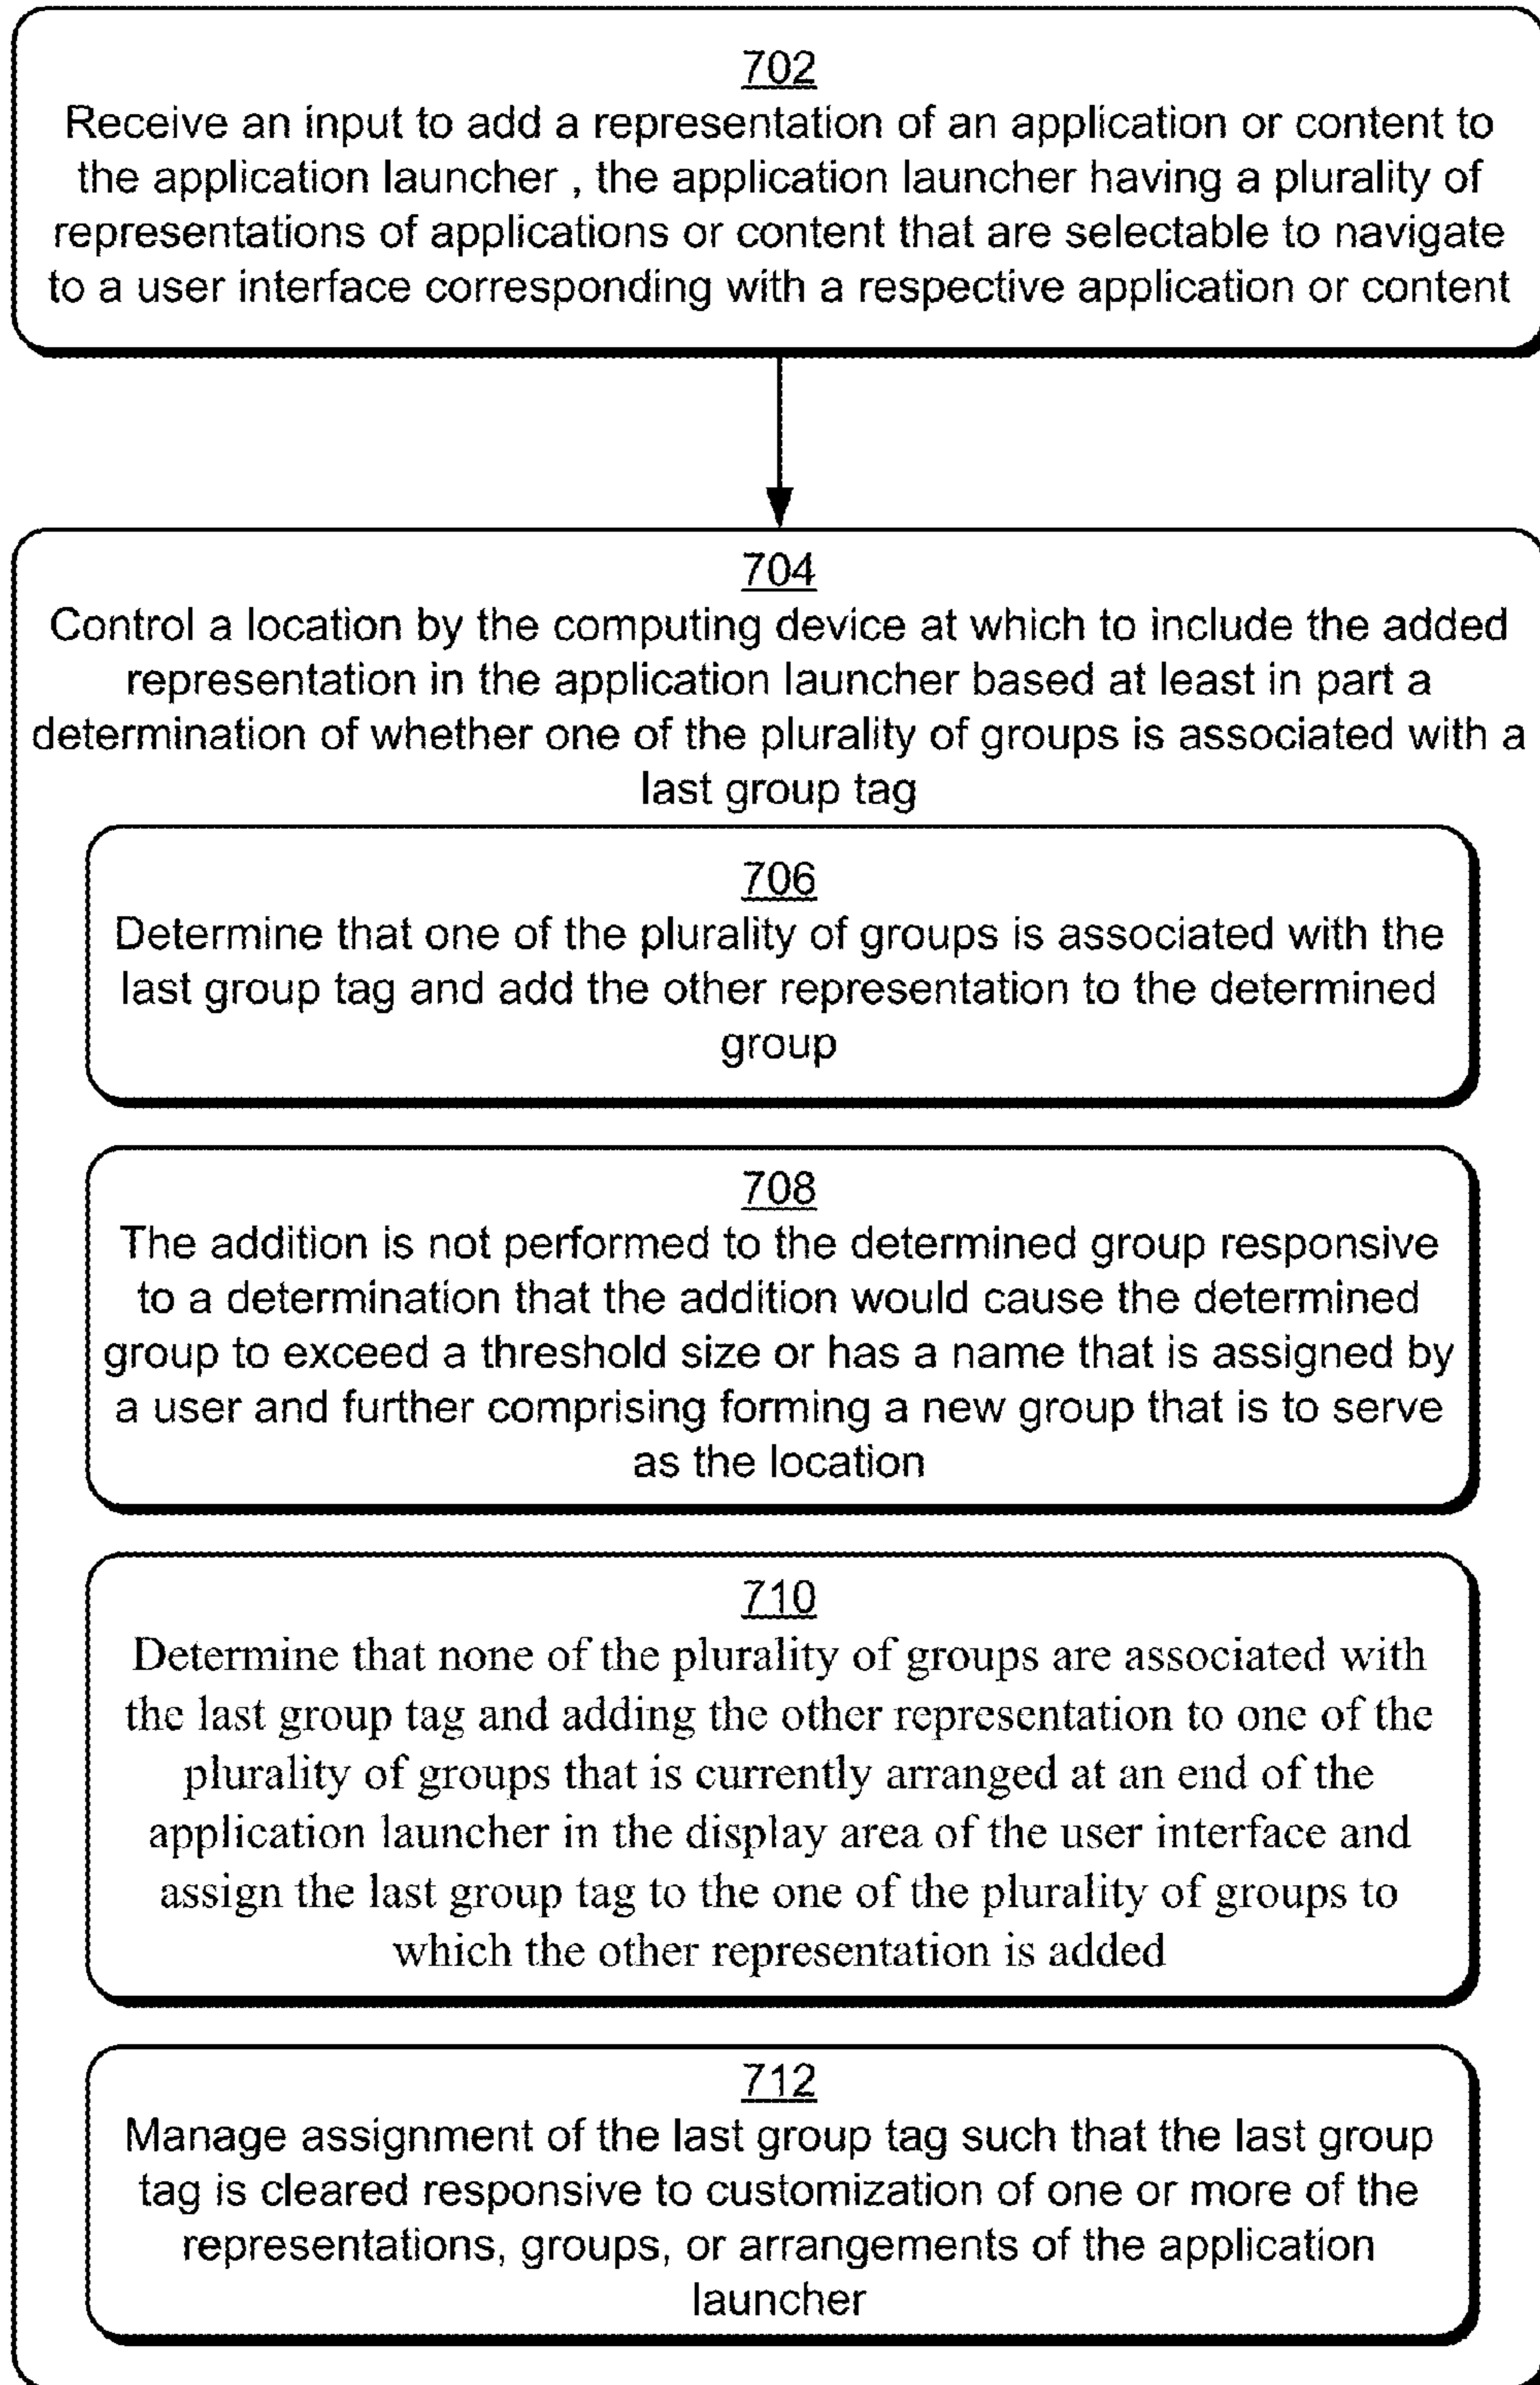 702
Receive an input to add a representation of an application or content to
the application launcher , the application launcher having a plurality of
representations of applications or content that are selectable to navigate
to a user interface corresponding with a respective application or content
704
Control a location by the computing device at which to include the added
representation in the application launcher based at least in part a
determination of whether one of the plurality of groups is associated with a
last group tag
706
Determine that one of the plurality of groups is associated with the
last group tag and add the other representation to the determined
group
708
The addition is not performed to the determined group responsive
to a determination that the addition would cause the determined
group to exceed a threshold size or has a name that is assigned by
a user and further comprising forming a new group that is to serve
as the location
710
Determine that none of the plurality of groups are associated with
the last group tag and adding the other representation to one of the
plurality of groups that is currently arranged at an end of the
application launcher in the display area of the user interface and
assign the last group tag to the one of the plurality of groups to
which the other representation is added
712
Manage assignment of the last group tag such that the last group
tag is cleared responsive to customization of one or more of the
representations, groups, or arrangements of the application
launcher